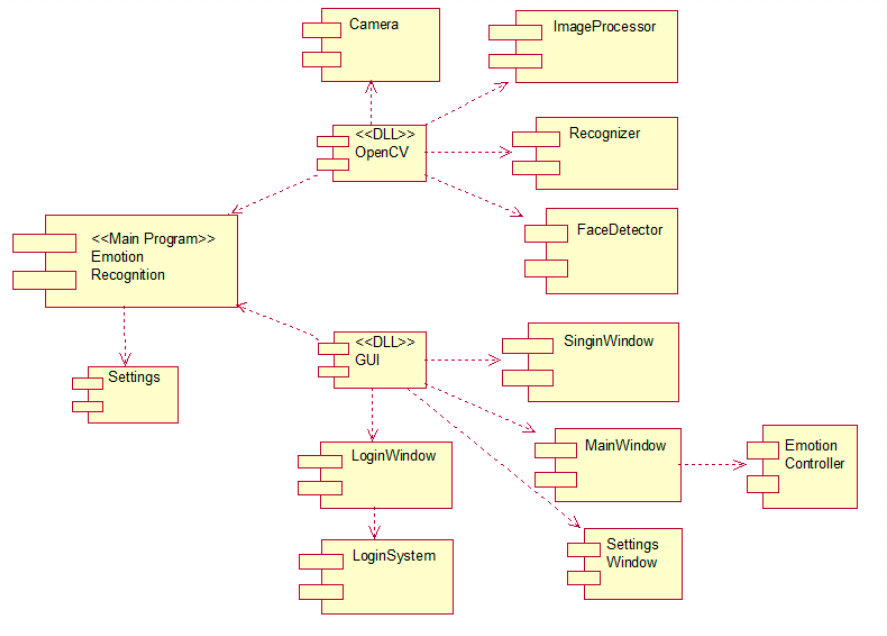 Camera
ImageProcessor
<<DLL>>
OpenCV
Recognizer
<<Main Program>>
Emotion
Recognition
FaceDetector
<<DLL>>
GUI
SinginWindow
Settings
LoginWindow
MainWindow
Emotion
Controller
LoginSystem
Settings
Window